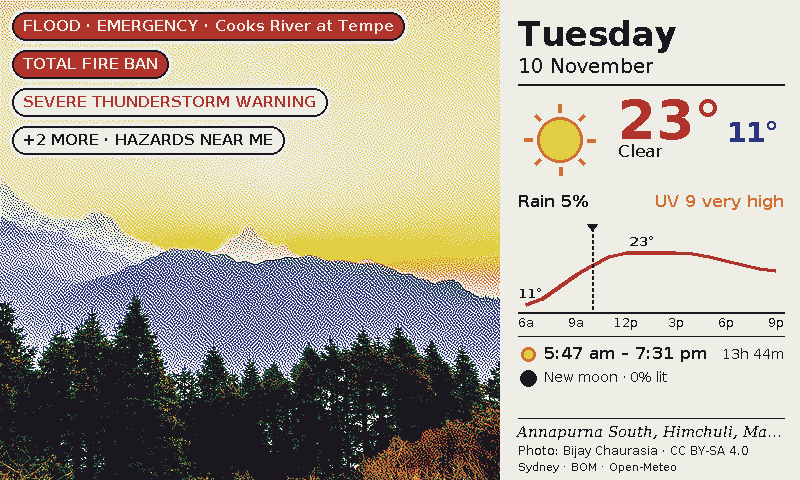 FLOOD · EMERGENCY · Cooks River at Tempe
TOTAL FIRE BAN
SEVERE THUNDERSTORM WARNING
+2 MORE · HAZARDS NEAR ME
Tuesday
10 November
23° 11°
Clear
Rain 5% UV 9 very high
23°
11°
6a 9a 12p 3p 6p 9p
5:47 am – 7:31 pm 13h 44m
New moon · 0% lit
Annapurna South, Himchuli, Ma...
Photo: Bijay Chaurasia · CC BY-SA 4.0
Sydney · BOM · Open-Meteo